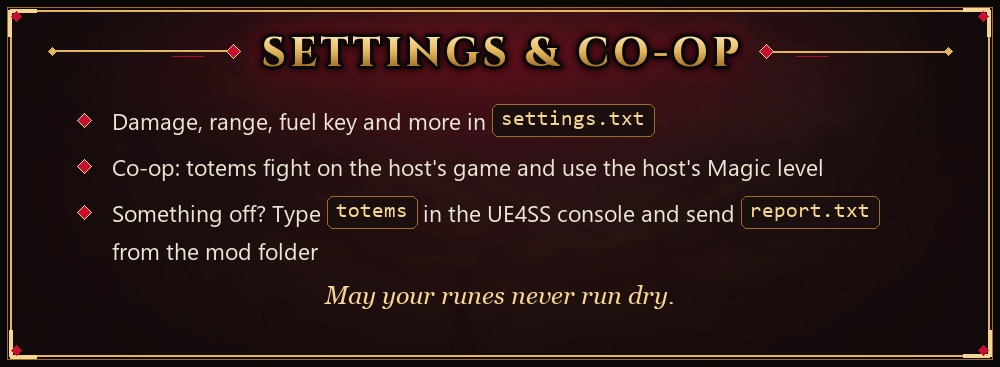 SETTINGS & CO-OP
Damage, range, fuel key and more in settings.txt
Co-op: totems fight on the host's game and use the host's Magic level
Something off? Type totems in the UE4SS console and send report.txt
from the mod folder
May your runes never run dry.